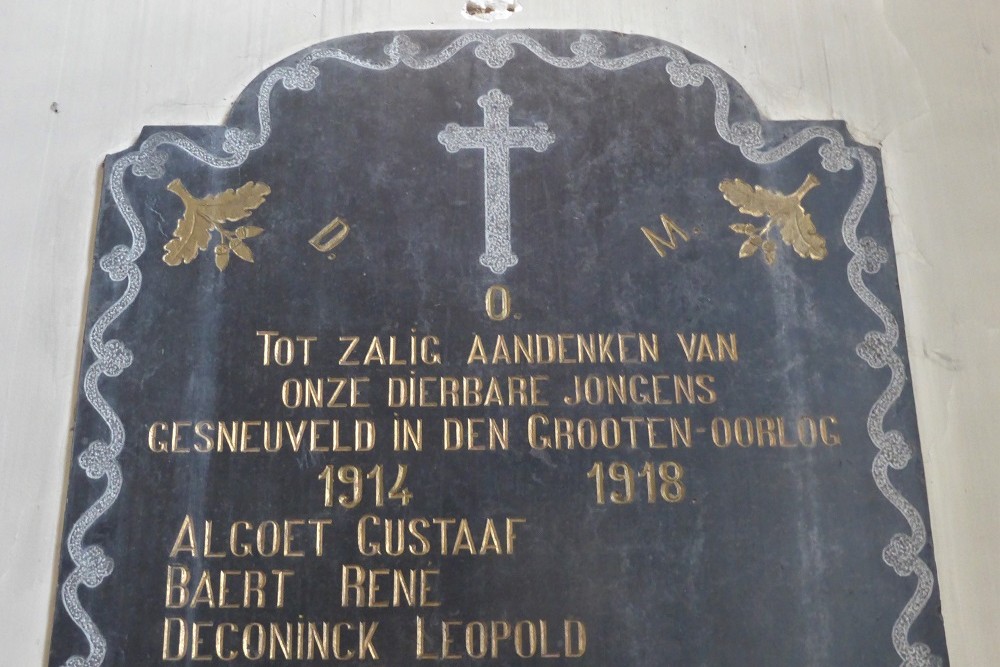 D. M.
O.
Tot zalig aandenken van
onze dierbare jongens
gesneuveld in den Grooten-oorlog
1914 1918
Algoet Gustaaf
Baert René
Deconinck Leopold